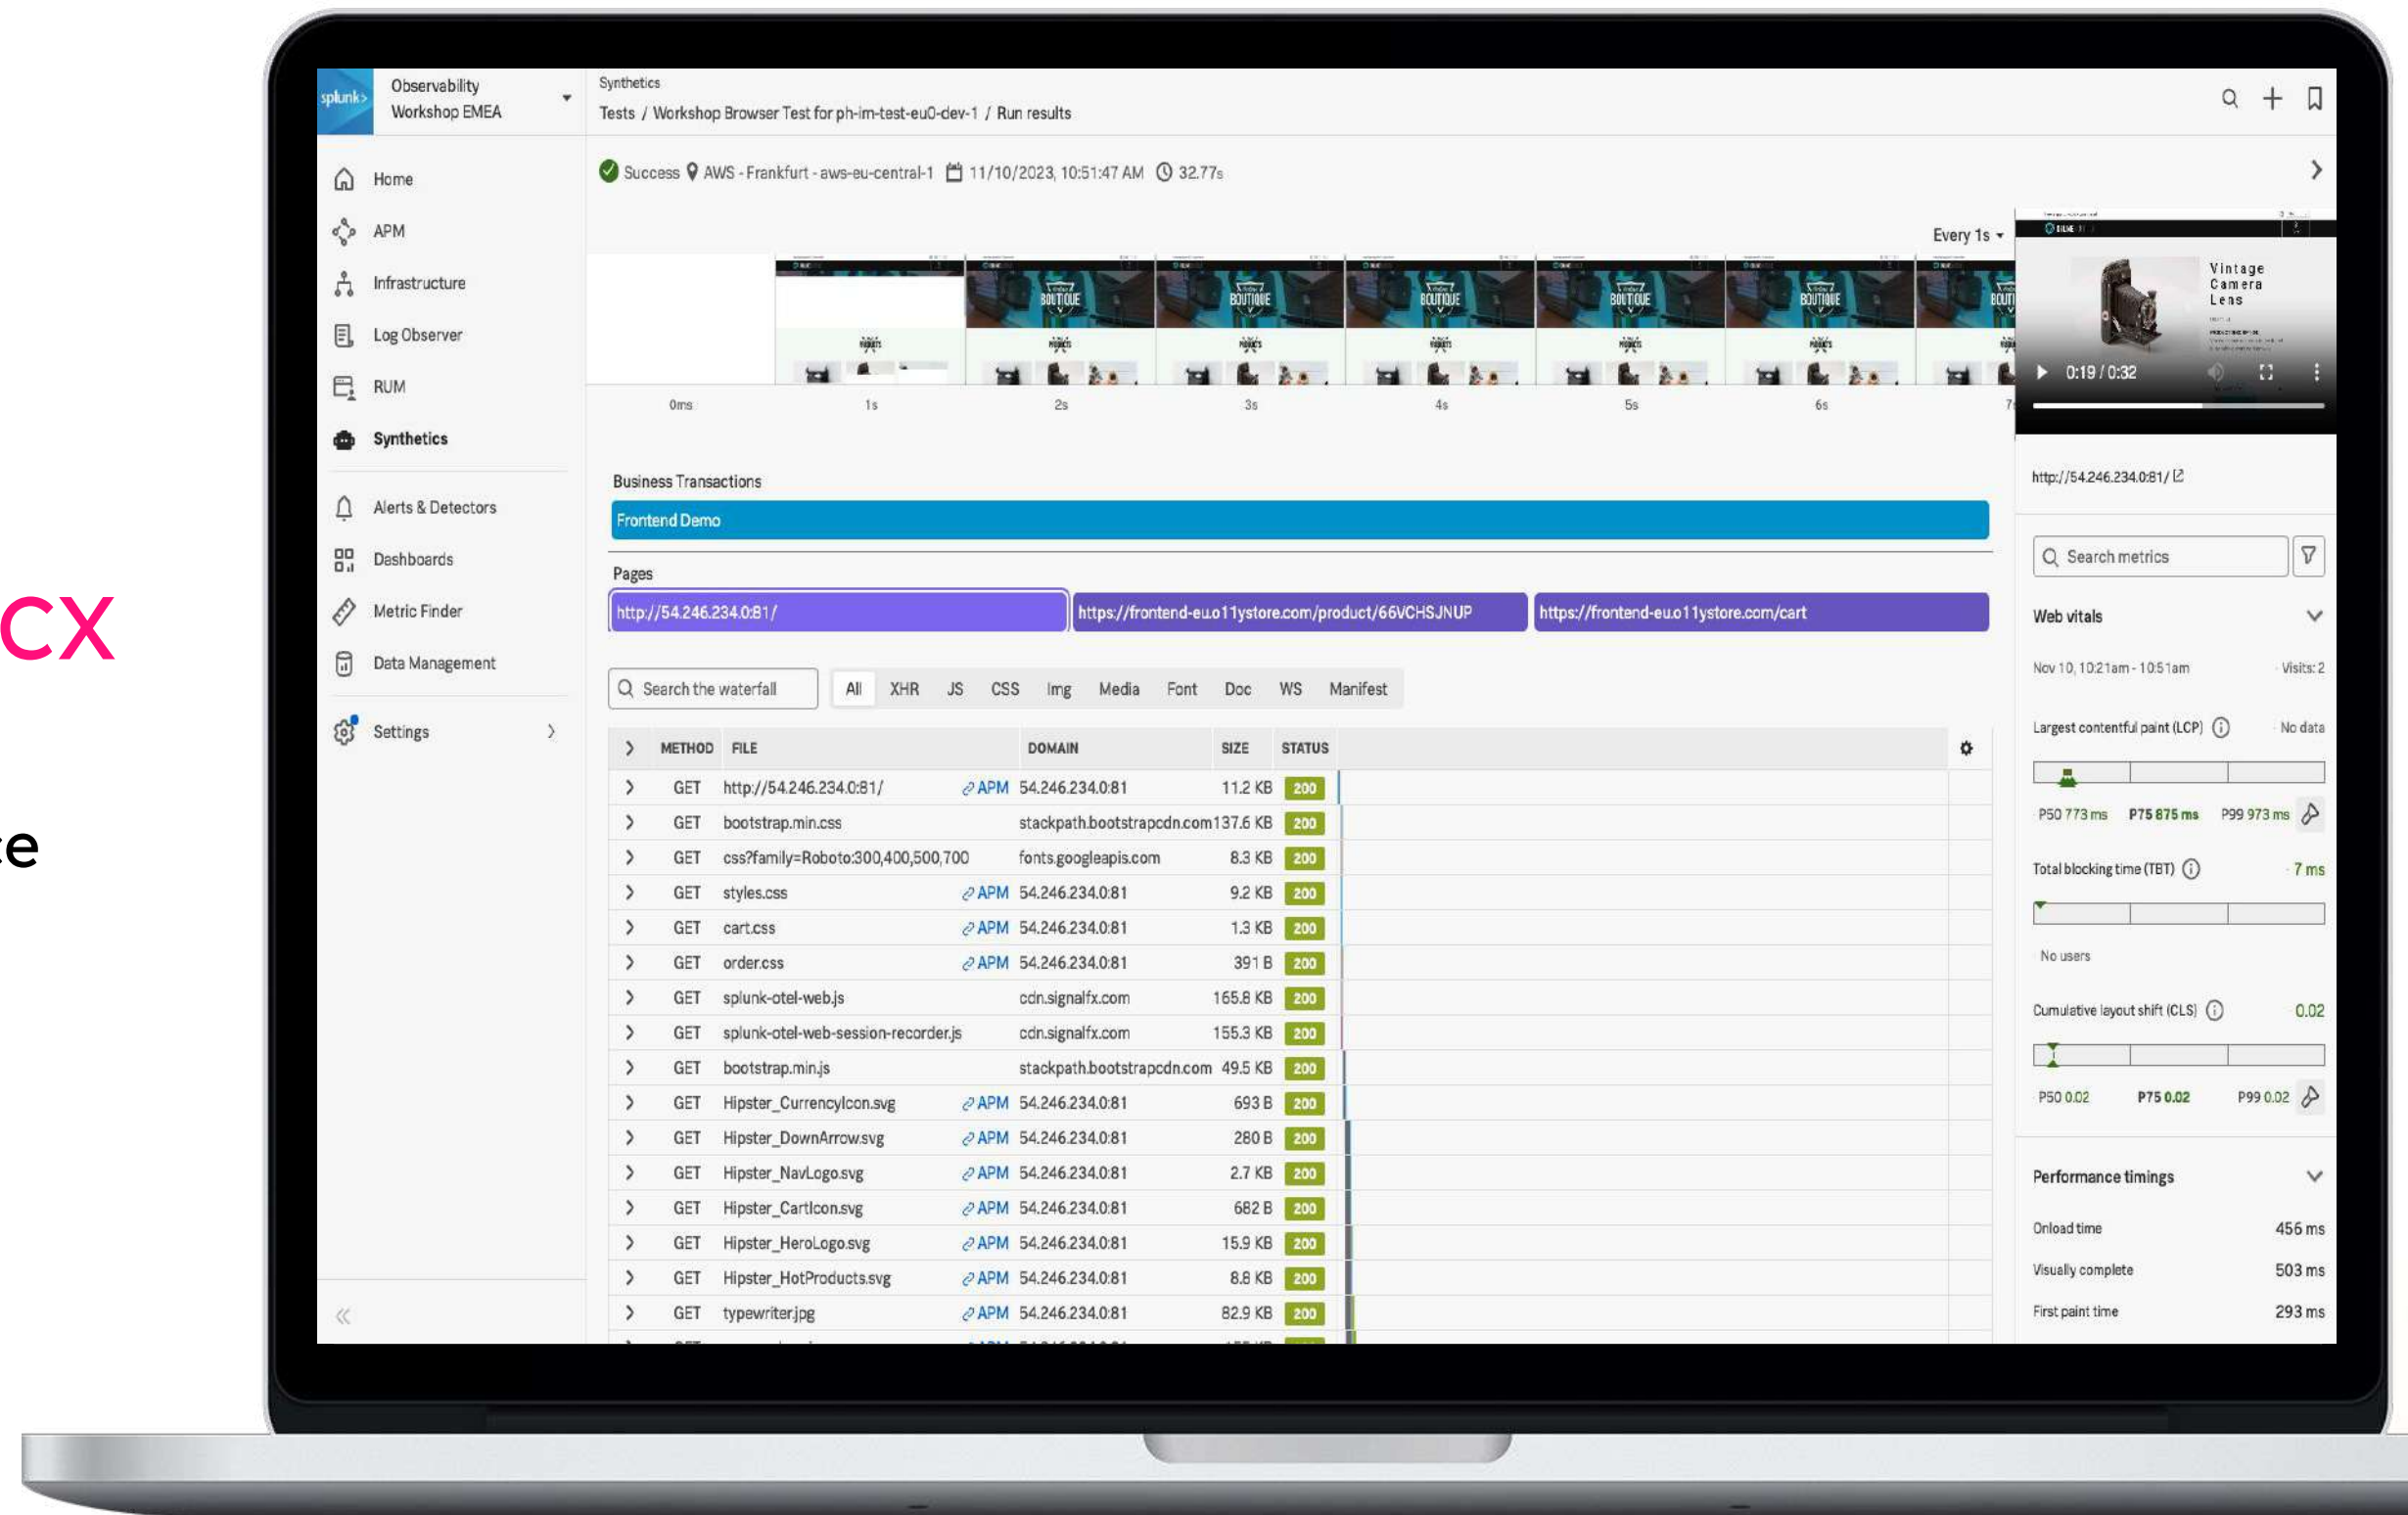 CX
ce
splunk>
Observability
Workshop EMEA
Synthetics
Tests / Workshop Browser Test for ph-im-test-eu0-dev-1 / Run results
Home
APM
Infrastructure
Log Observer
RUM
Synthetics
Alerts & Detectors
Dashboards
Metric Finder
Data Management
Settings
Success AWS - Frankfurt - aws-eu-central-1 11/10/2023, 10:51:47 AM 32.77s
Every 1s
BOUTIQUE BOUTIQUE BOUTIQUE BOUTIQUE BOUTIQUE BOUTI
PRODUCTS PRODUCTS PRODUCTS PRODUCTS PRODUCTS PRODUCTS
0ms 1s 2s 3s 4s 5s 6s 7s
Business Transactions
Frontend Demo
Pages
http://54.246.234.0:81/ https://frontend-eu.o11ystore.com/product/66VCHSJNUP https://frontend-eu.o11ystore.com/cart
Search the waterfall All XHR JS CSS Img Media Font Doc WS Manifest
METHOD FILE DOMAIN SIZE STATUS
GET http://54.246.234.0:81/ APM 54.246.234.0:81 11.2 KB 200
GET bootstrap.min.css stackpath.bootstrapcdn.com 137.6 KB 200
GET css?family=Roboto:300,400,500,700 fonts.googleapis.com 8.3 KB 200
GET styles.css APM 54.246.234.0:81 9.2 KB 200
GET cart.css APM 54.246.234.0:81 1.3 KB 200
GET order.css APM 54.246.234.0:81 391 B 200
GET splunk-otel-web.js cdn.signalfx.com 165.8 KB 200
GET splunk-otel-web-session-recorder.js cdn.signalfx.com 155.3 KB 200
GET bootstrap.min.js stackpath.bootstrapcdn.com 49.5 KB 200
GET Hipster_CurrencyIcon.svg APM 54.246.234.0:81 693 B 200
GET Hipster_DownArrow.svg APM 54.246.234.0:81 280 B 200
GET Hipster_NavLogo.svg APM 54.246.234.0:81 2.7 KB 200
GET Hipster_CartIcon.svg APM 54.246.234.0:81 682 B 200
GET Hipster_HeroLogo.svg APM 54.246.234.0:81 15.9 KB 200
GET Hipster_HotProducts.svg APM 54.246.234.0:81 8.8 KB 200
GET typewriter.jpg APM 54.246.234.0:81 82.9 KB 200
Vintage
Camera
Lens
0:19 / 0:32
http://54.246.234.0:81/
Search metrics
Web vitals
Nov 10, 10:21am - 10:51am · Visits: 2
Largest contentful paint (LCP) · No data
P50 773 ms P75 875 ms P99 973 ms
Total blocking time (TBT) · 7 ms
· No users
Cumulative layout shift (CLS) 0.02
P50 0.02 P75 0.02 P99 0.02
Performance timings
Onload time 456 ms
Visually complete 503 ms
First paint time 293 ms